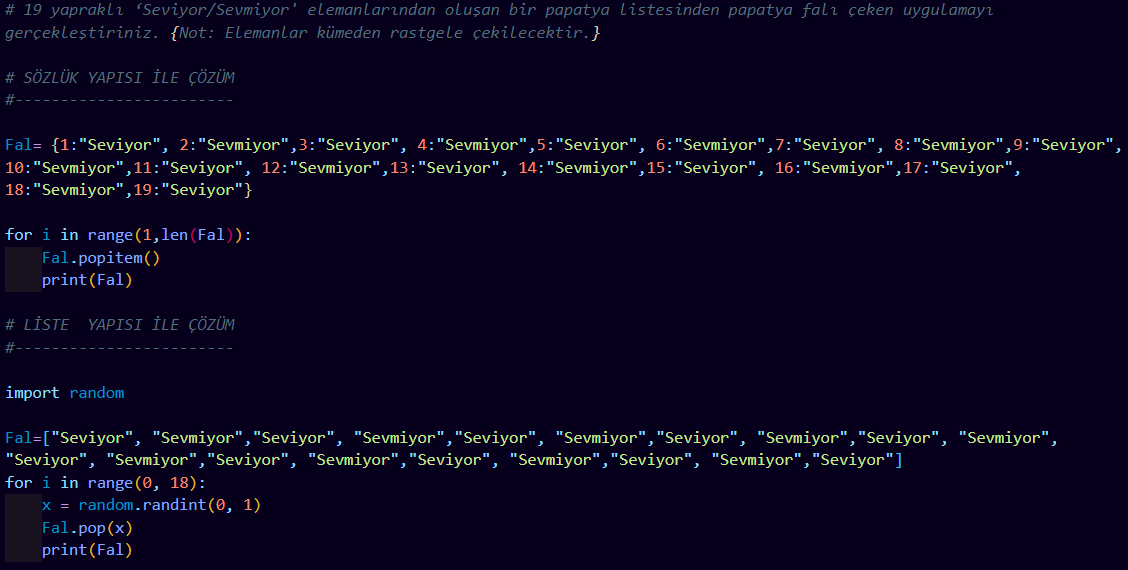 # 19 yapraklı ‘Seviyor/Sevmiyor' elemanlarından oluşan bir papatya listesinden papatya falı çeken uygulamayı
gerçekleştiriniz. {Not: Elemanlar kümeden rastgele çekilecektir.}
# SÖZLÜK YAPISI İLE ÇÖZÜM
#-------------------------
Fal= {1:"Seviyor", 2:"Sevmiyor",3:"Seviyor", 4:"Sevmiyor",5:"Seviyor", 6:"Sevmiyor",7:"Seviyor", 8:"Sevmiyor",9:"Seviyor",
10:"Sevmiyor",11:"Seviyor", 12:"Sevmiyor",13:"Seviyor", 14:"Sevmiyor",15:"Seviyor", 16:"Sevmiyor",17:"Seviyor",
18:"Sevmiyor",19:"Seviyor"}
for i in range(1,len(Fal)):
    Fal.popitem()
    print(Fal)
# LİSTE  YAPISI İLE ÇÖZÜM
#-------------------------
import random
Fal=["Seviyor", "Sevmiyor","Seviyor", "Sevmiyor","Seviyor", "Sevmiyor","Seviyor", "Sevmiyor","Seviyor", "Sevmiyor",
"Seviyor", "Sevmiyor","Seviyor", "Sevmiyor","Seviyor", "Sevmiyor","Seviyor", "Sevmiyor","Seviyor"]
for i in range(0, 18):
    x = random.randint(0, 1)
    Fal.pop(x)
    print(Fal)